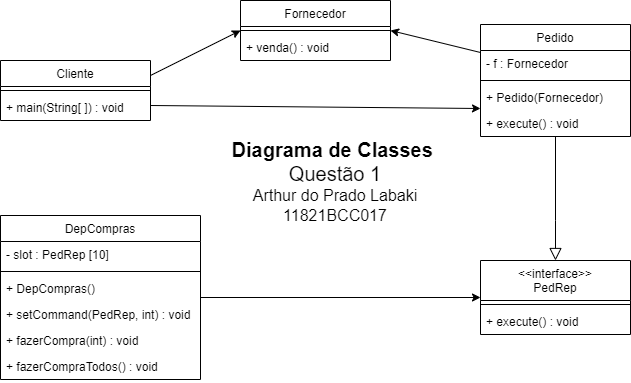 Fornecedor
+ venda() : void
Pedido
- f : Fornecedor
+ Pedido(Fornecedor)
+ execute() : void
Cliente
+ main(String[ ]) : void
Diagrama de Classes
Questão 1
Arthur do Prado Labaki
11821BCC017
DepCompras
- slot : PedRep [10]
+ DepCompras()
+ setCommand(PedRep, int) : void
+ fazerCompra(int) : void
+ fazerCompraTodos() : void
<<interface>>
PedRep
+ execute() : void